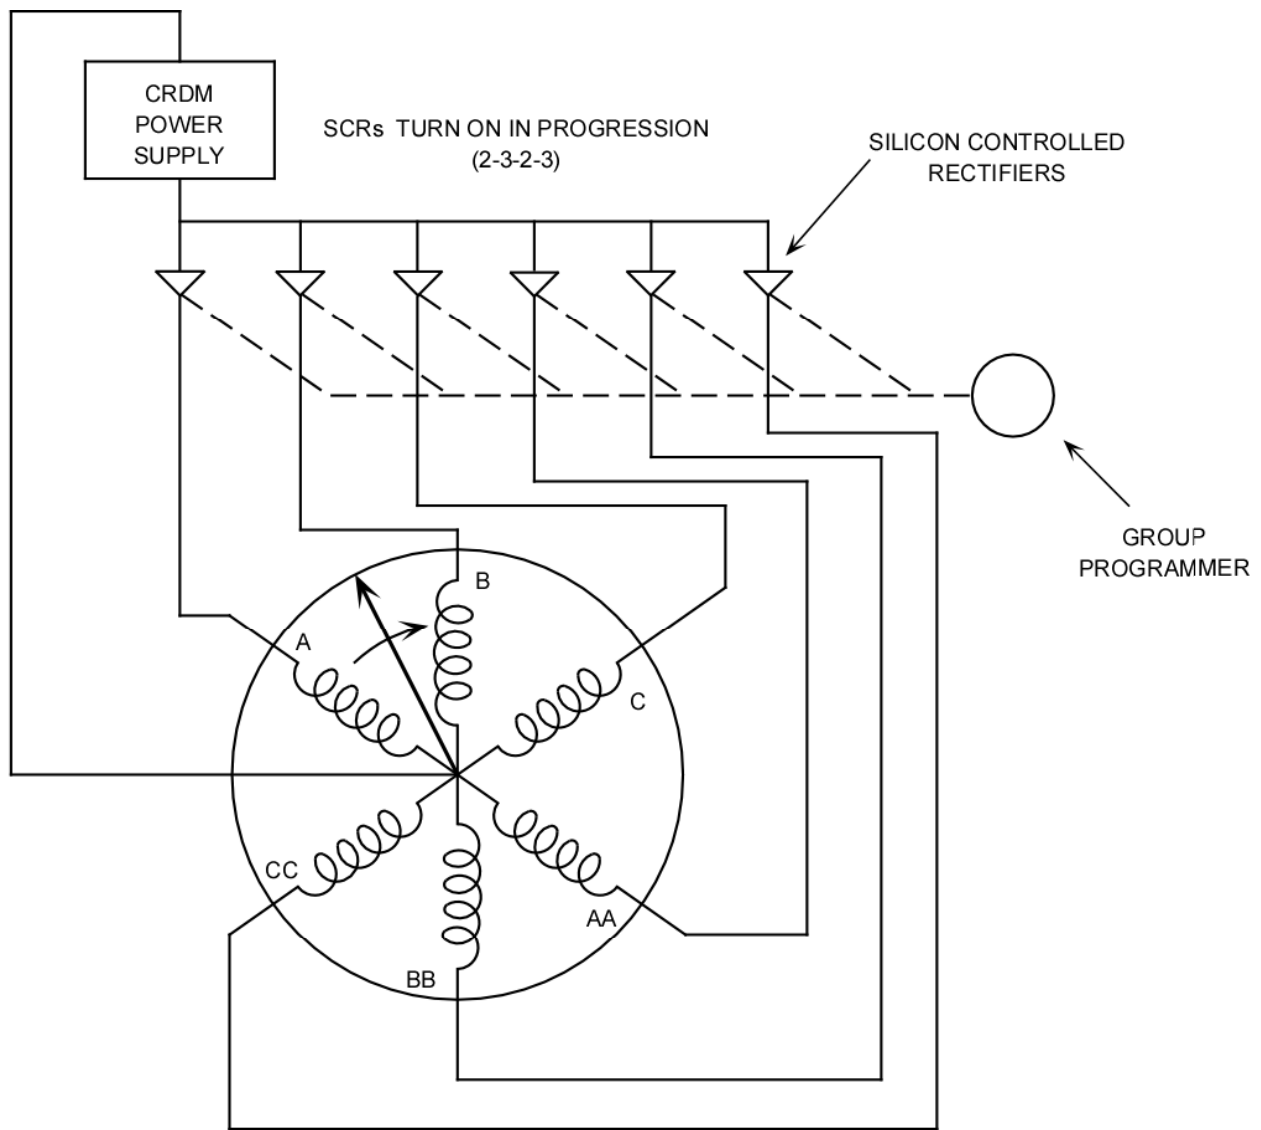 CRDM
POWER
SUPPLY
SCRs TURN ON IN PROGRESSION
(2-3-2-3)
SILICON CONTROLLED
RECTIFIERS
GROUP
PROGRAMMER
B
A
C
CC
AA
BB